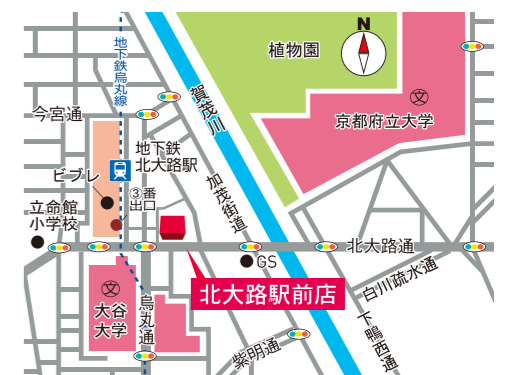 N
植物園
地下鉄烏丸線
賀茂川
今宮通
文
京都府立大学
地下鉄
北大路駅
ビブレ
③番
出口
加茂街道
立命館
小学校
北大路通
GS
文
大谷
大学
烏丸通
北大路駅前店
白川疏水通
下鴨西通
紫明通